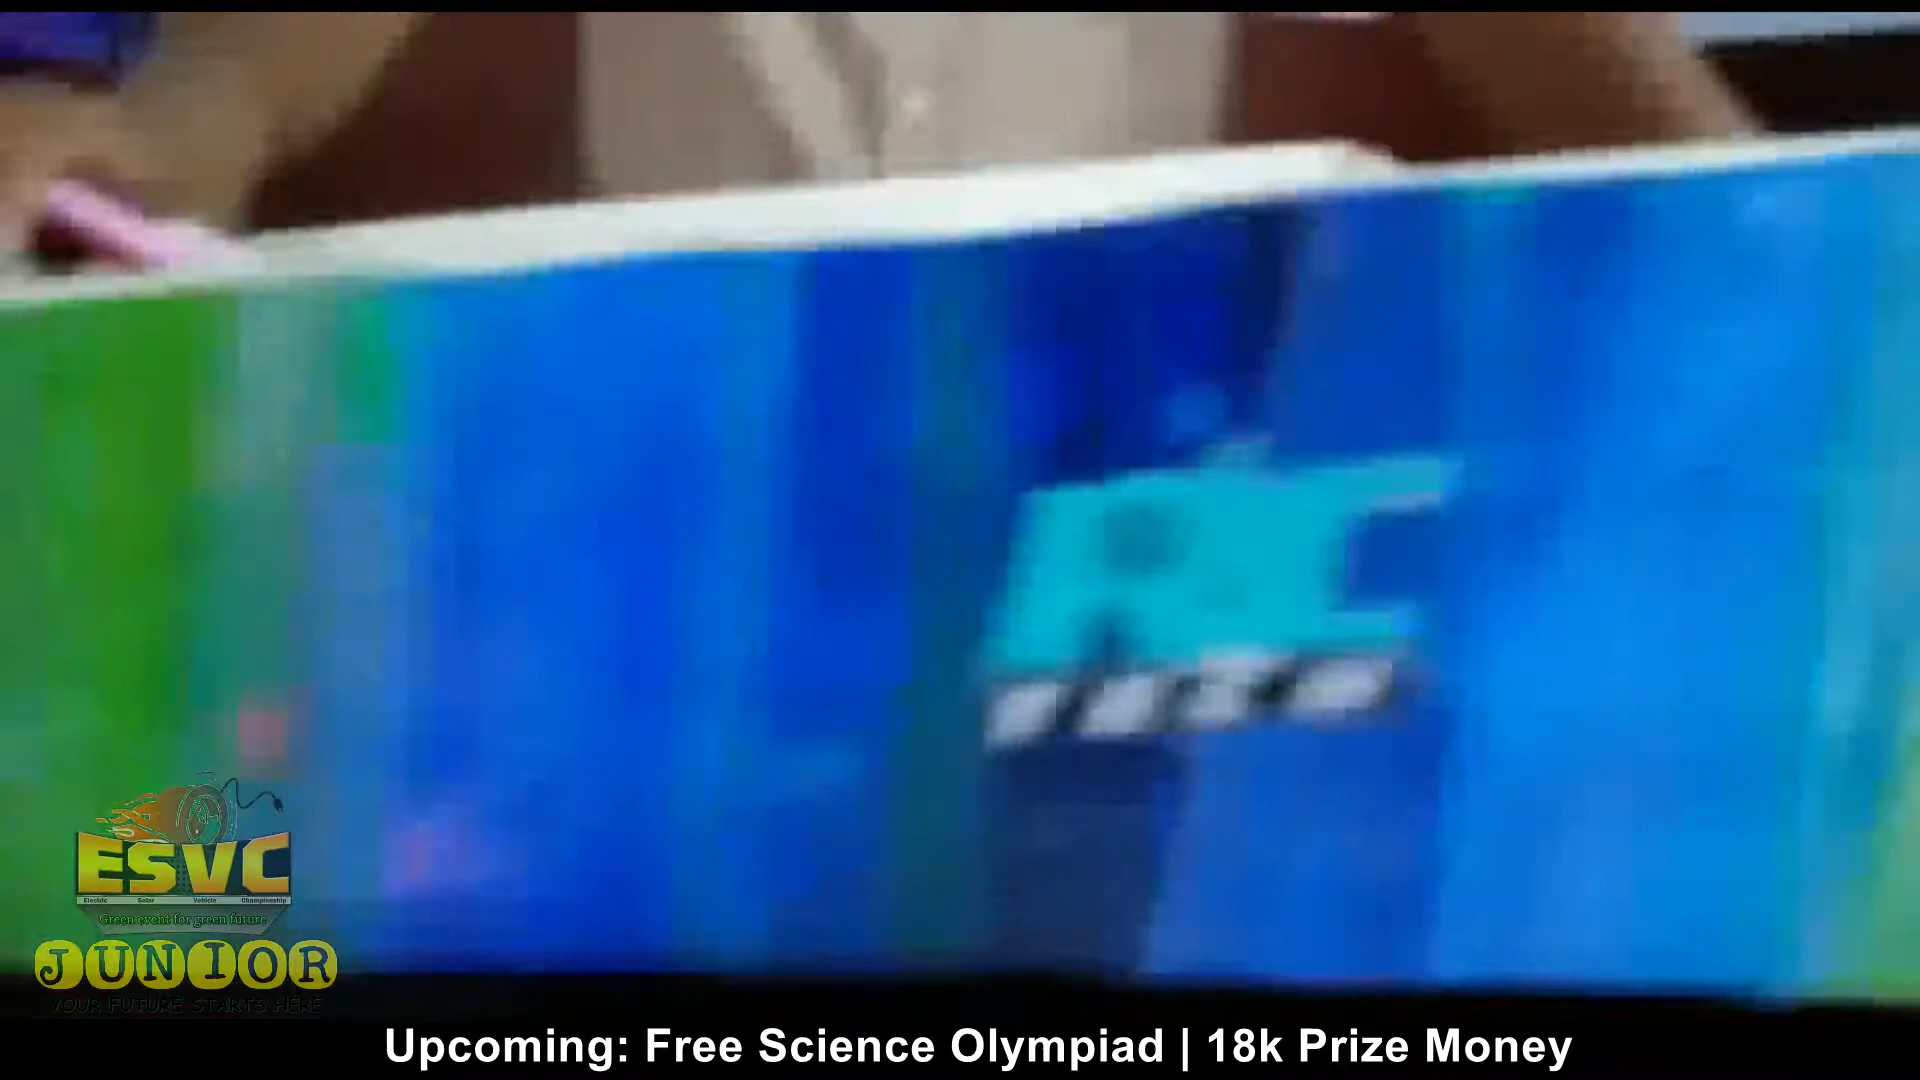 ESVC
Electric Solar Vehicle Championship
Green event for green future
JUNIOR
YOUR FUTURE STARTS HERE
Upcoming: Free Science Olympiad | 18k Prize Money